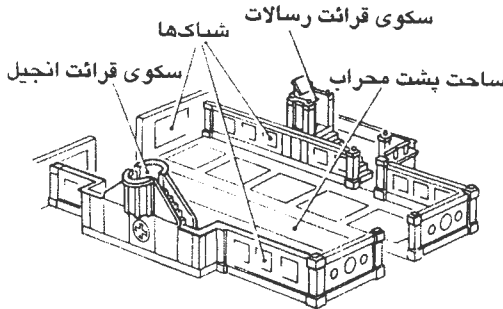 سکوی قرائت رسالات
شباک‌ها
سکوی قرائت انجیل
ساحت پشت محراب